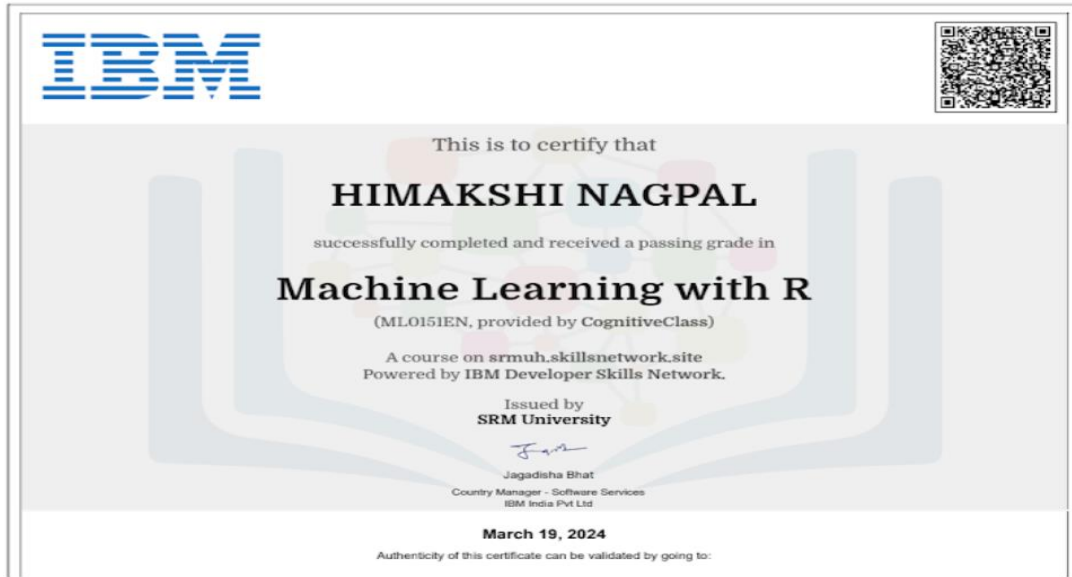 IBM
This is to certify that
HIMAKSHI NAGPAL
successfully completed and received a passing grade in
Machine Learning with R
(ML0151EN, provided by CognitiveClass)
A course on srmuh.skillsnetwork.site
Powered by IBM Developer Skills Network.
Issued by
SRM University
Jagadisha Bhat
Country Manager - Software Services
IBM India Pvt Ltd
March 19, 2024
Authenticity of this certificate can be validated by going to: